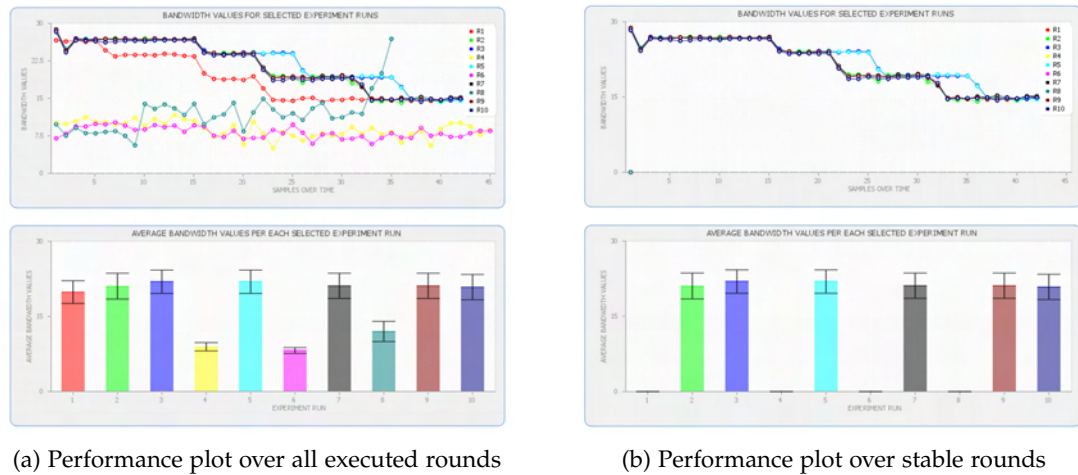 BANDWIDTH VALUES FOR SELECTED EXPERIMENT RUNS
BANDWIDTH VALUES
30
22.5
15
7.5
0
5
10
15
20
25
30
35
40
45
SAMPLES OVER TIME
R1
R2
R3
R4
R5
R6
R7
R8
R9
R10
AVERAGE BANDWIDTH VALUES PER EACH SELECTED EXPERIMENT RUN
AVERAGE BANDWIDTH VALUES
30
15
0
1
2
3
4
5
6
7
8
9
10
EXPERIMENT RUN
(a) Performance plot over all executed rounds
BANDWIDTH VALUES FOR SELECTED EXPERIMENT RUNS
BANDWIDTH VALUES
30
15
0
5
10
15
20
25
30
35
40
45
SAMPLES OVER TIME
R1
R2
R3
R4
R5
R6
R7
R8
R9
R10
AVERAGE BANDWIDTH VALUES PER EACH SELECTED EXPERIMENT RUN
AVERAGE BANDWIDTH VALUES
30
15
0
1
2
3
4
5
6
7
8
9
10
EXPERIMENT RUN
(b) Performance plot over stable rounds